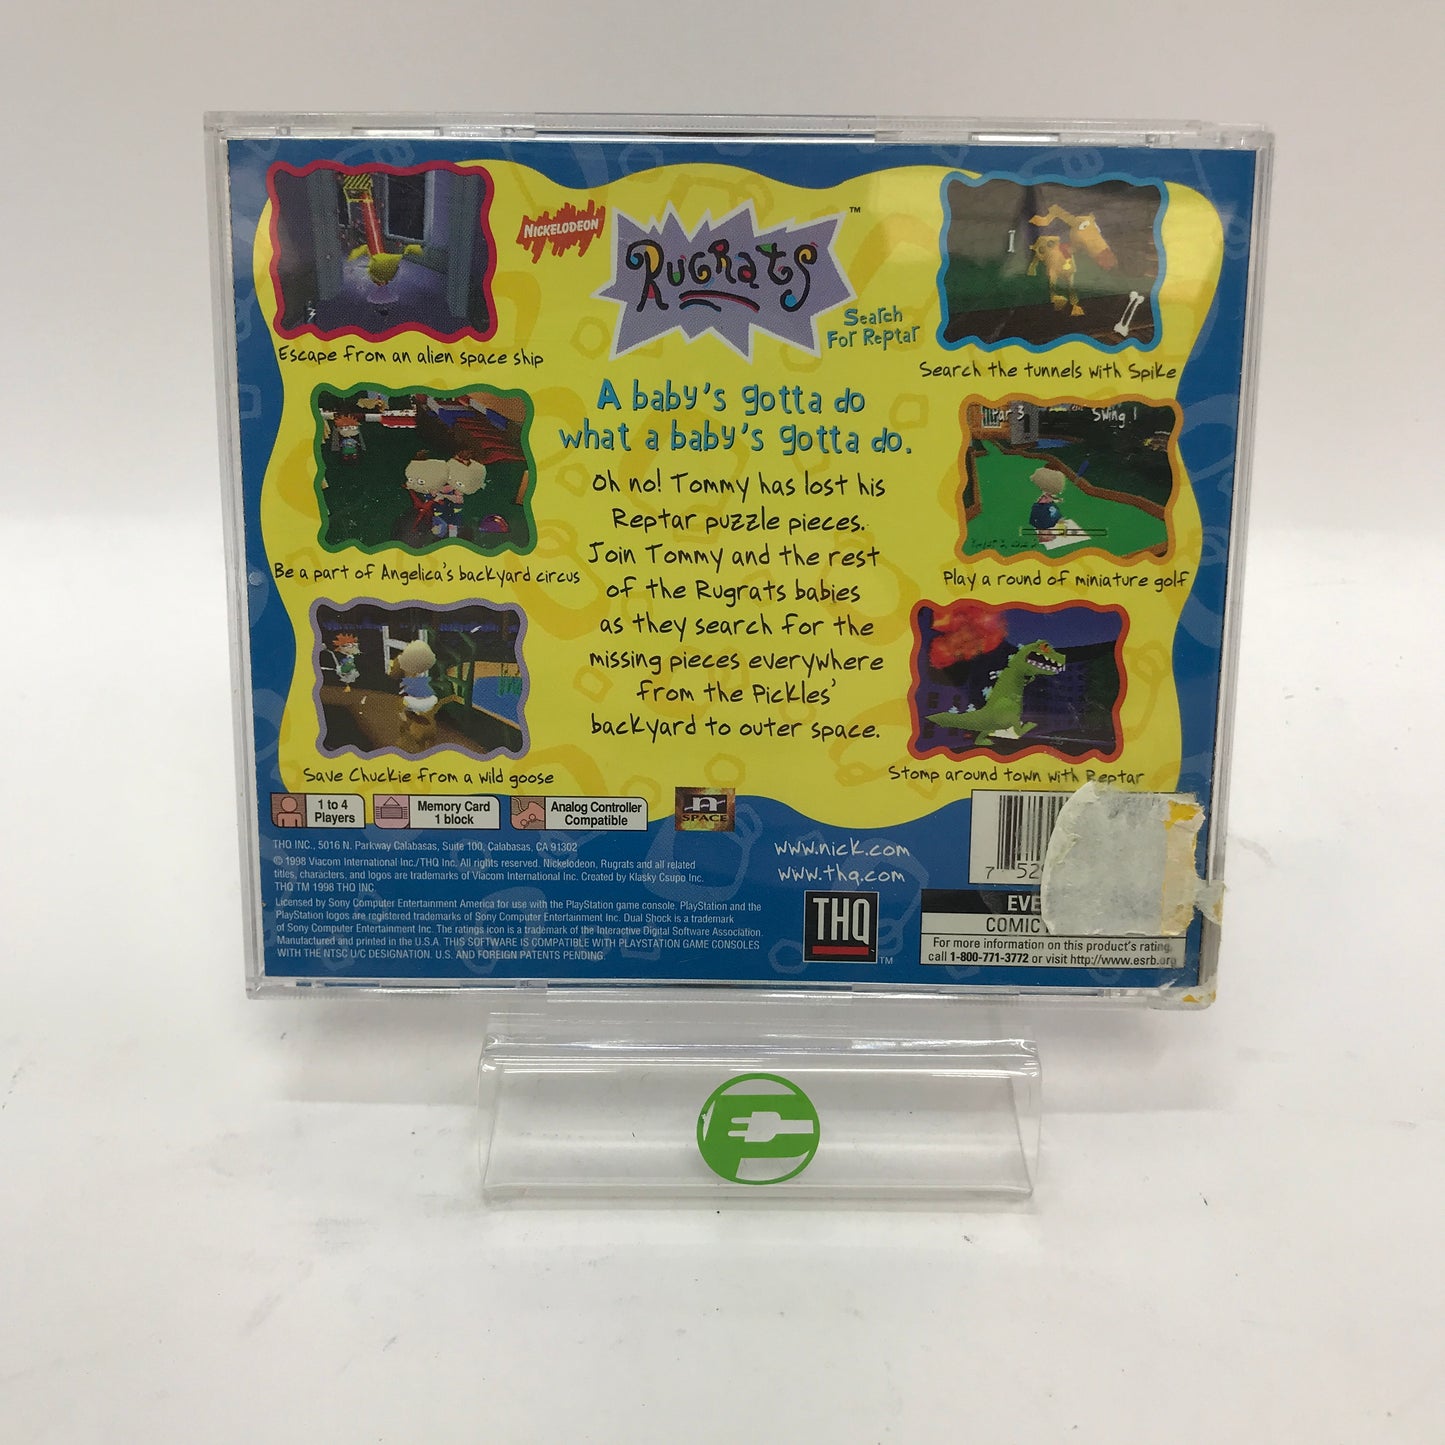 NICKELODEON
RUGRATS
™
Search
For Reptar
A baby's gotta do
what a baby's gotta do.
Oh no! Tommy has lost his
Reptar puzzle pieces.
Join Tommy and the rest
of the Rugrats babies
as they search for the
missing pieces everywhere
from the Pickles'
backyard to outer space.
Escape from an alien space ship
Be a part of Angelica's backyard circus
Save Chuckie from a wild goose
Search the tunnels with Spike
Par 3 Swing 1
Play a round of miniature golf
Stomp around town with Reptar
1 to 4
Players
Memory Card
1 block
Analog Controller
Compatible
n
SPACE
THQ INC., 5016 N. Parkway Calabasas, Suite 100, Calabasas, CA 91302
© 1998 Viacom International Inc./THQ Inc. All rights reserved. Nickelodeon, Rugrats and all related
titles, characters, and logos are trademarks of Viacom International Inc. Created by Klasky Csupo Inc.
THQ TM 1998 THQ INC
Licensed by Sony Computer Entertainment America for use with the PlayStation game console. PlayStation and the
PlayStation logos are registered trademarks of Sony Computer Entertainment Inc. Dual Shock is a trademark
of Sony Computer Entertainment Inc. The ratings icon is a trademark of the Interactive Digital Software Association.
Manufactured and printed in the U.S.A. THIS SOFTWARE IS COMPATIBLE WITH PLAYSTATION GAME CONSOLES
WITH THE NTSC U/C DESIGNATION. U.S. AND FOREIGN PATENTS PENDING.
www.nick.com
www.thq.com
THQ
TM
7 52
EVE
COMIC
For more information on this product's rating,
call 1-800-771-3772 or visit http://www.esrb.org